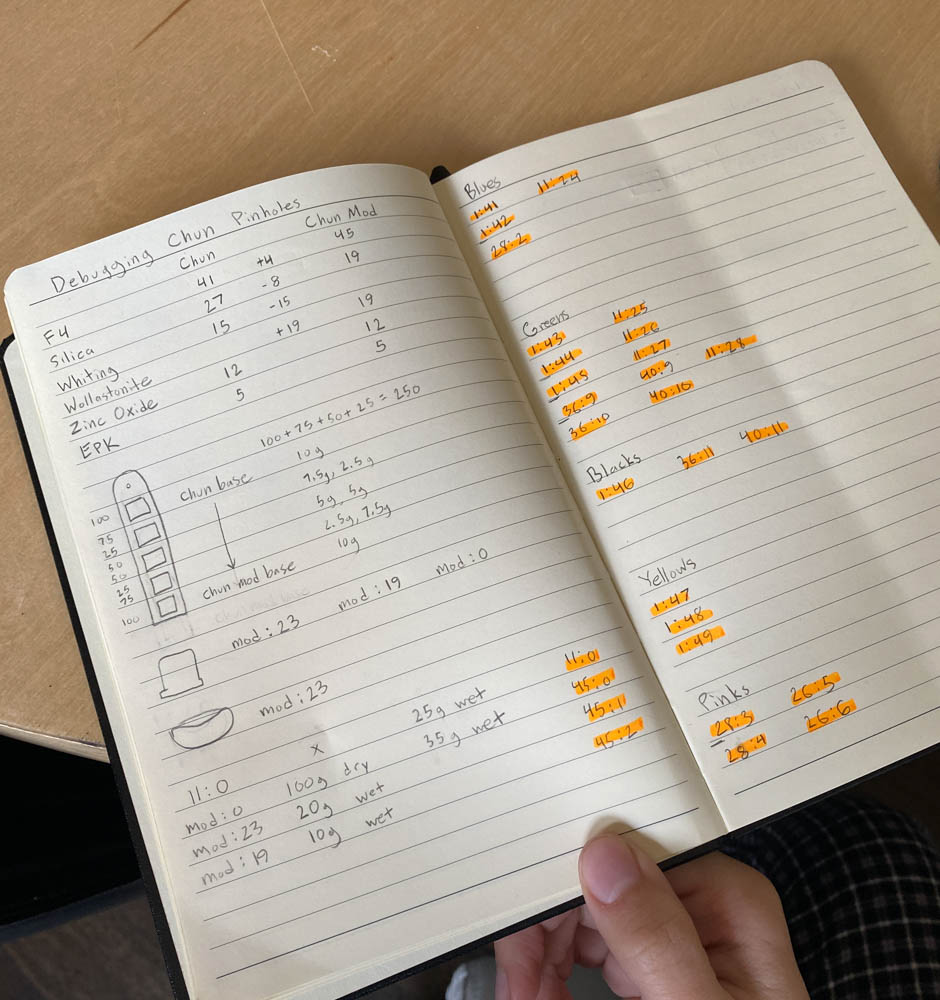 Debugging Chun Pinholes
Chun Chun Mod
F4 41 +4 45
Silica 27 -8 19
Whiting 15 -15
Wollastonite +19 19
Zinc Oxide 12 12
EPK 5 5
100 + 75 + 50 + 25 = 250
chun base 10g
7.5g, 2.5g
5g, 5g
2.5g, 7.5g
chun mod base 10g
100
75
25
50
50
25
75
100
mod : 23 mod : 19 mod : 0
mod : 23
11:0 x 25g wet
mod : 0 100g dry 35g wet
mod : 23 20g wet
mod : 19 10g wet
11:0
45:0
45:1
45:2
Blues
1:41 11:24
1:42
28:2
Greens
1:43 11:25
1:44 11:26
1:45 11:27 11:28
36:9 40:9
36:10 40:10
Blacks
1:46 36:11 40:11
Yellows
1:47
1:48
1:49
Pinks
28:3 26:5
28:4 26:6